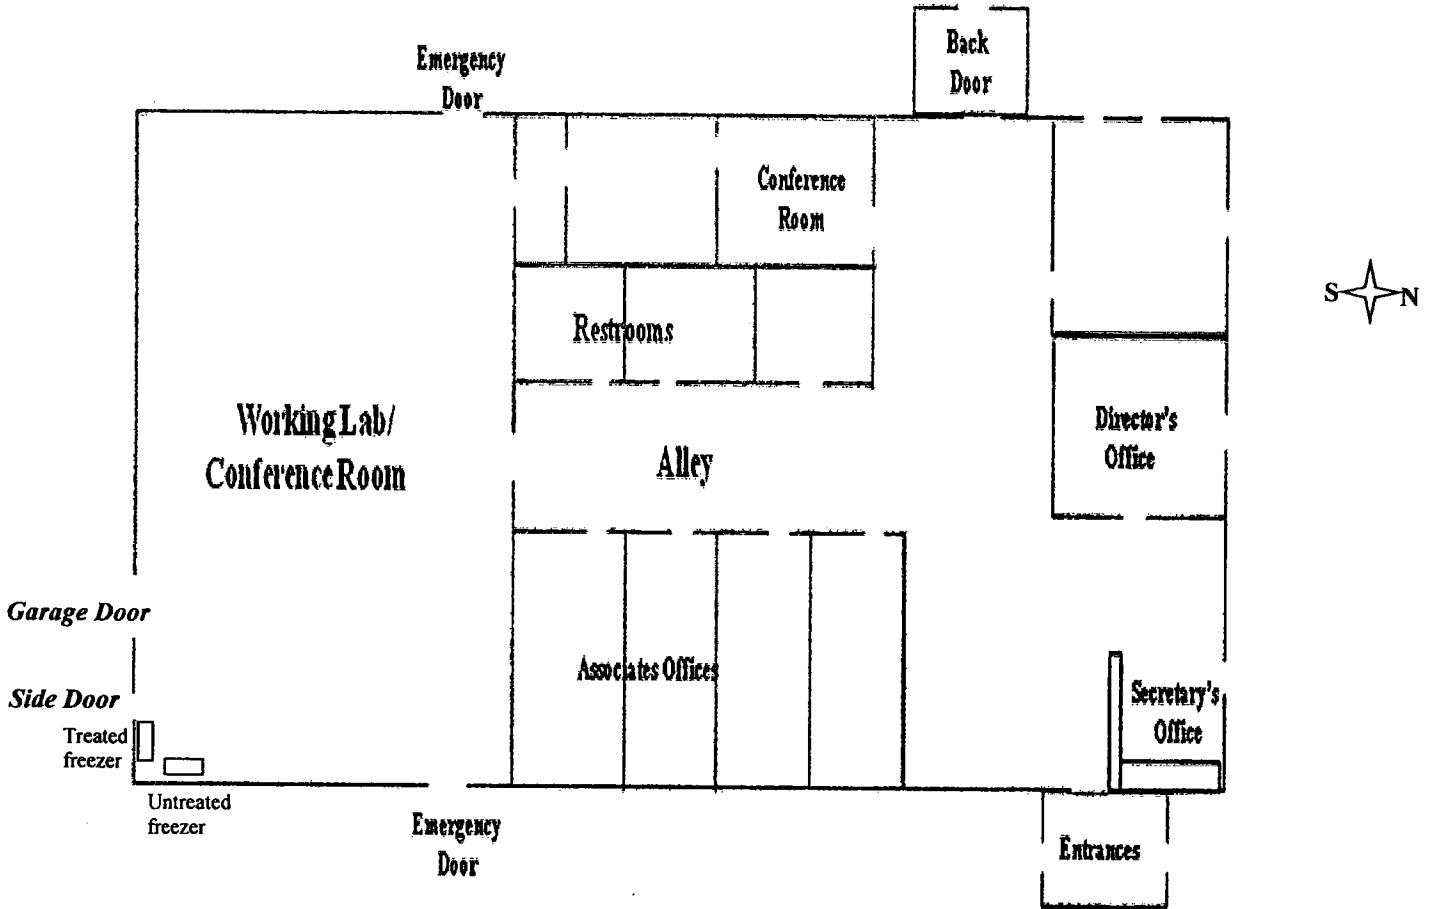 Back
Door
Emergency
Door
Conference
Room
S N
Restrooms
Director's
Office
Working Lab/
Conference Room
Alley
Garage Door
Side Door
Associates Offices
Secretary's
Office
Treated
freezer
Untreated
freezer
Emergency
Door
Entrances